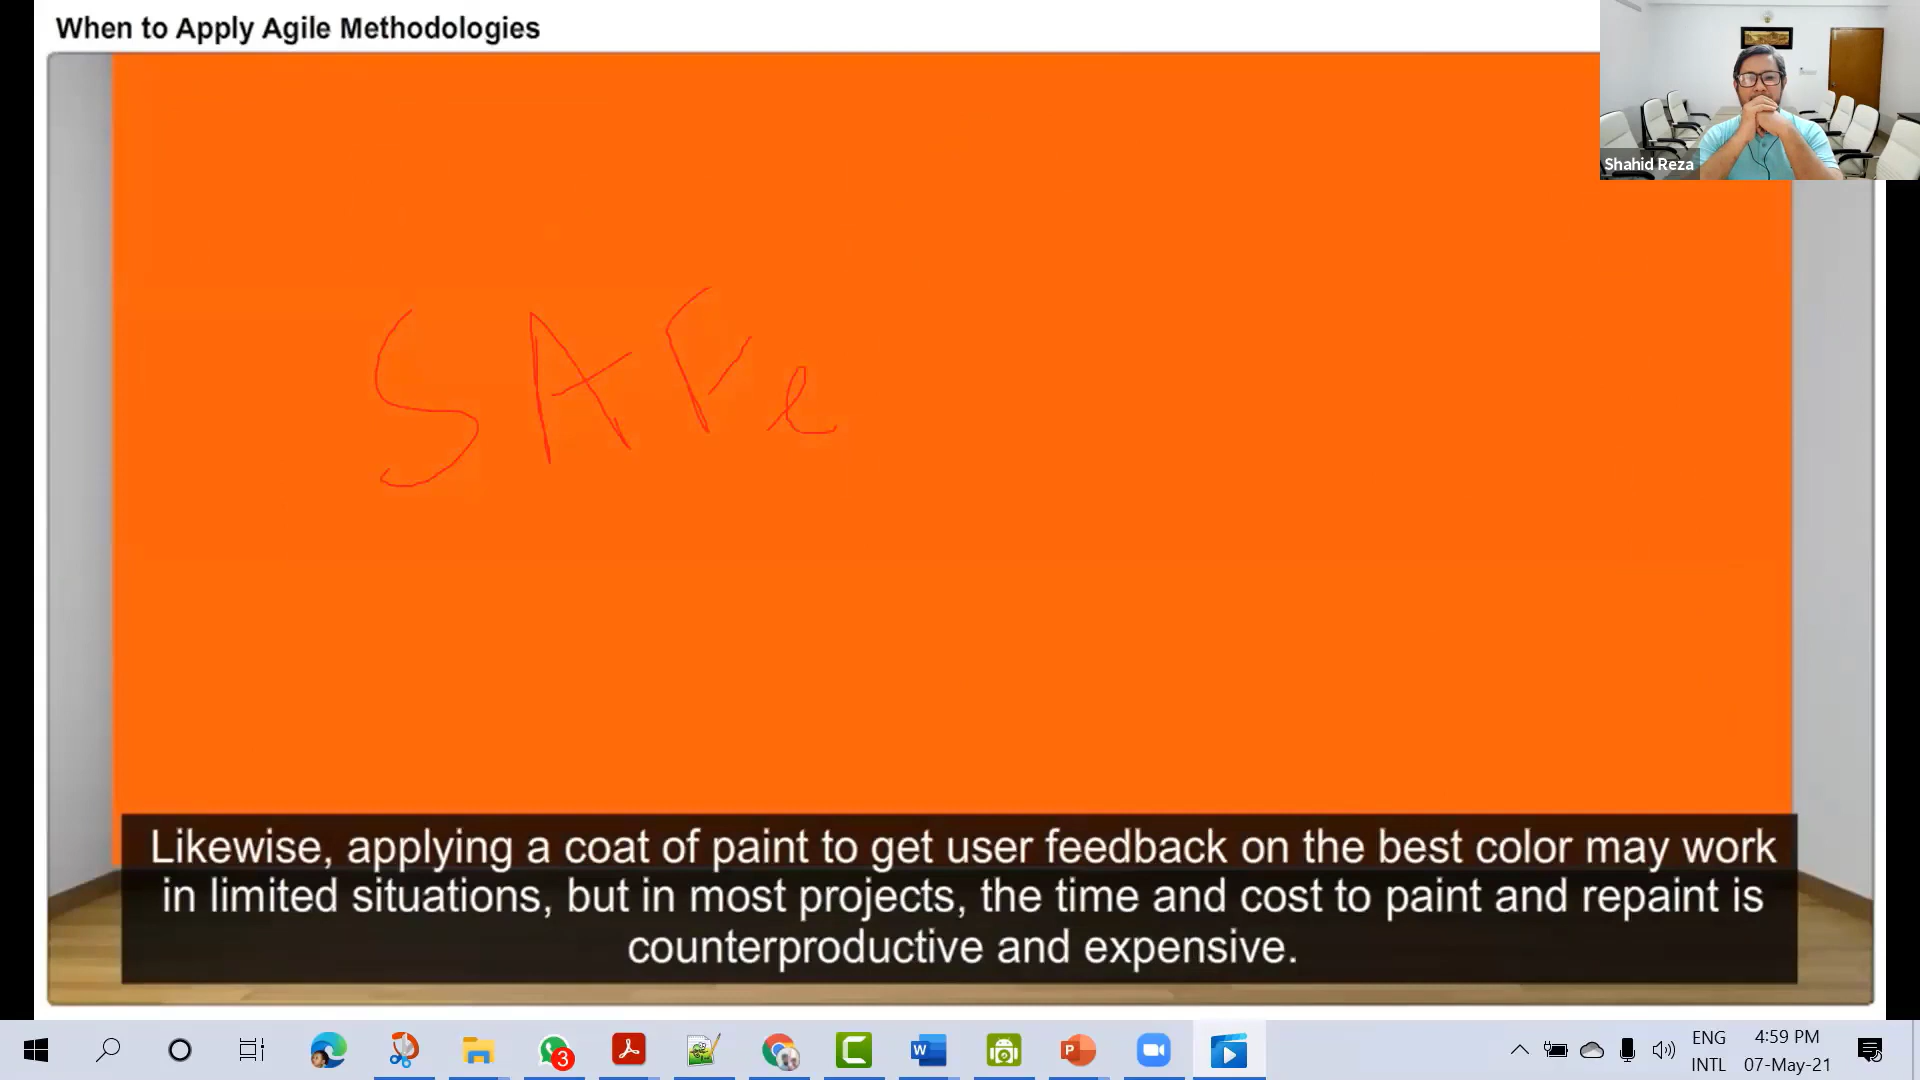 When to Apply Agile Methodologies
Shahid Reza
SAFe
Likewise, applying a coat of paint to get user feedback on the best color may work
in limited situations, but in most projects, the time and cost to paint and repaint is
counterproductive and expensive.
3
W
P
ENG
INTL
4:59 PM
07-May-21